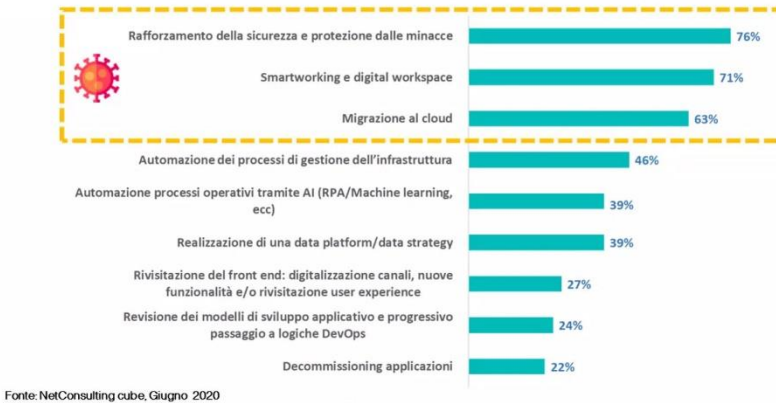 Rafforzamento della sicurezza e protezione dalle minacce 76%
Smartworking e digital workspace 71%
Migrazione al cloud 63%
Automazione dei processi di gestione dell'infrastruttura 46%
Automazione processi operativi tramite AI (RPA/Machine learning,
ecc) 39%
Realizzazione di una data platform/data strategy 39%
Rivisitazione del front end: digitalizzazione canali, nuove
funzionalità e/o rivisitazione user experience 27%
Revisione dei modelli di sviluppo applicativo e progressivo
passaggio a logiche DevOps 24%
Decommissioning applicazioni 22%
Fonte: NetConsulting cube, Giugno 2020